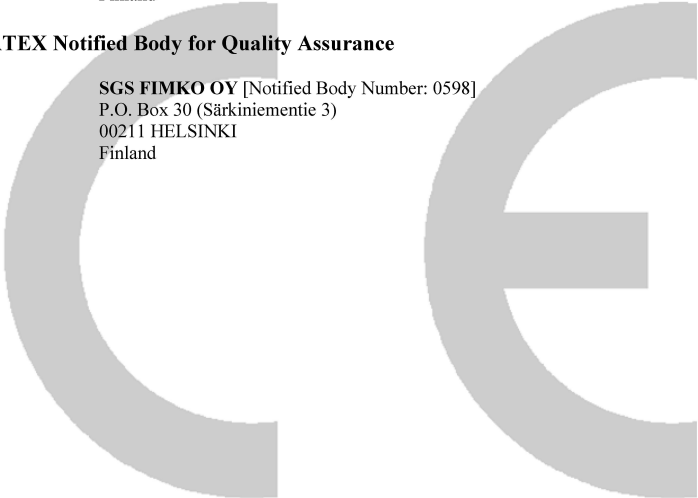 ATEX Notified Body for Quality Assurance
SGS FIMKO OY [Notified Body Number: 0598]
P.O. Box 30 (Särkiniementie 3)
00211 HELSINKI
Finland
CE